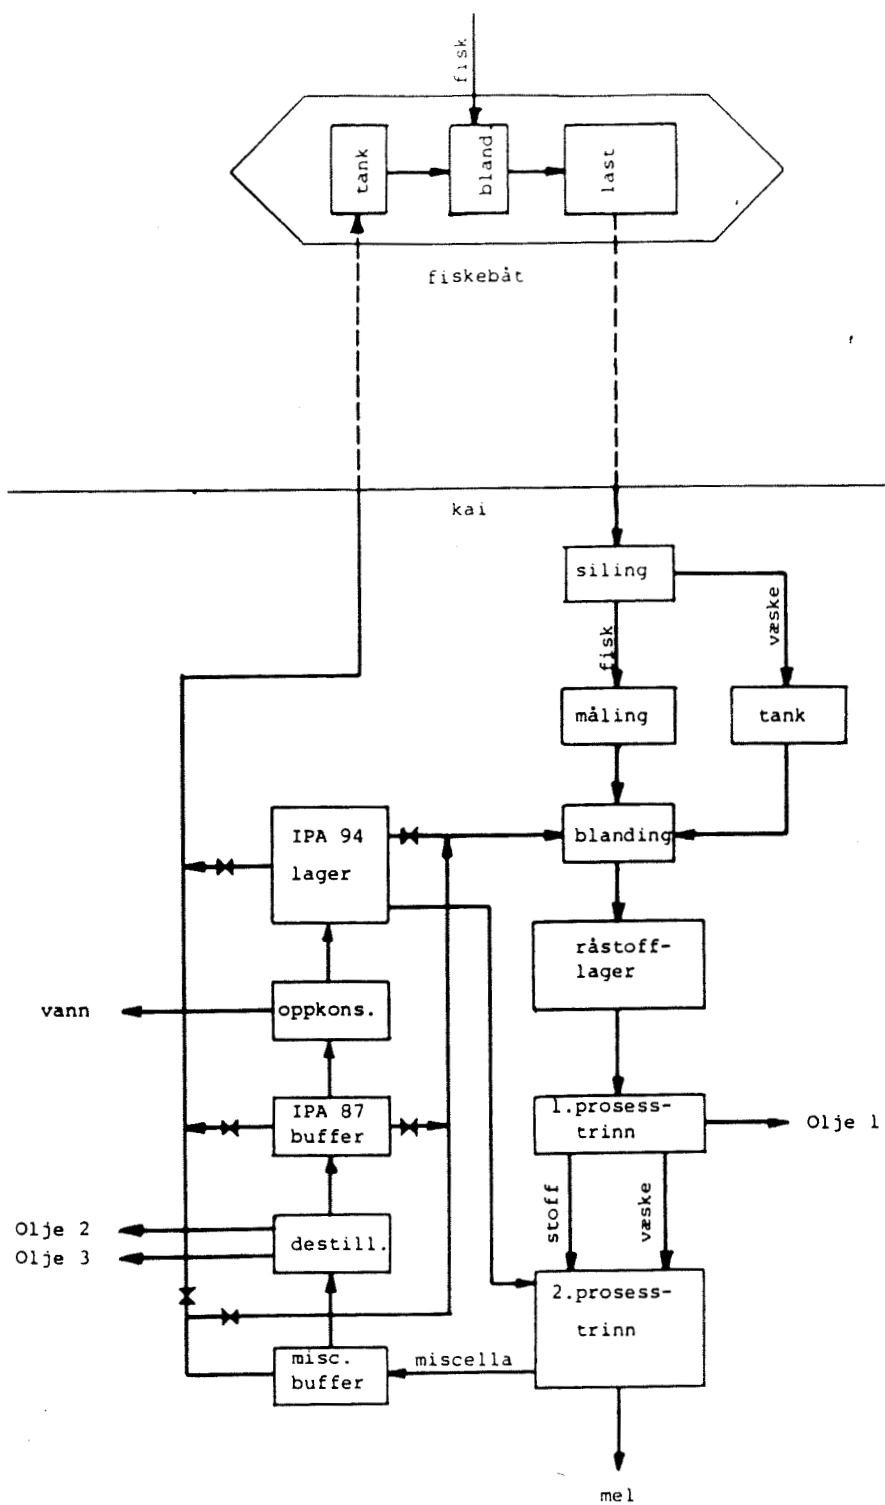 fisk
tank
bland
last
fiskebåt
kai
siling
væske
fisk
måling
tank
IPA 94
lager
blanding
råstoff-
lager
vann
oppkons.
IPA 87
buffer
1.prosess-
trinn
Olje 1
stoff
væske
Olje 2
Olje 3
destill.
2.prosess-
trinn
misc.
buffer
miscella
mel